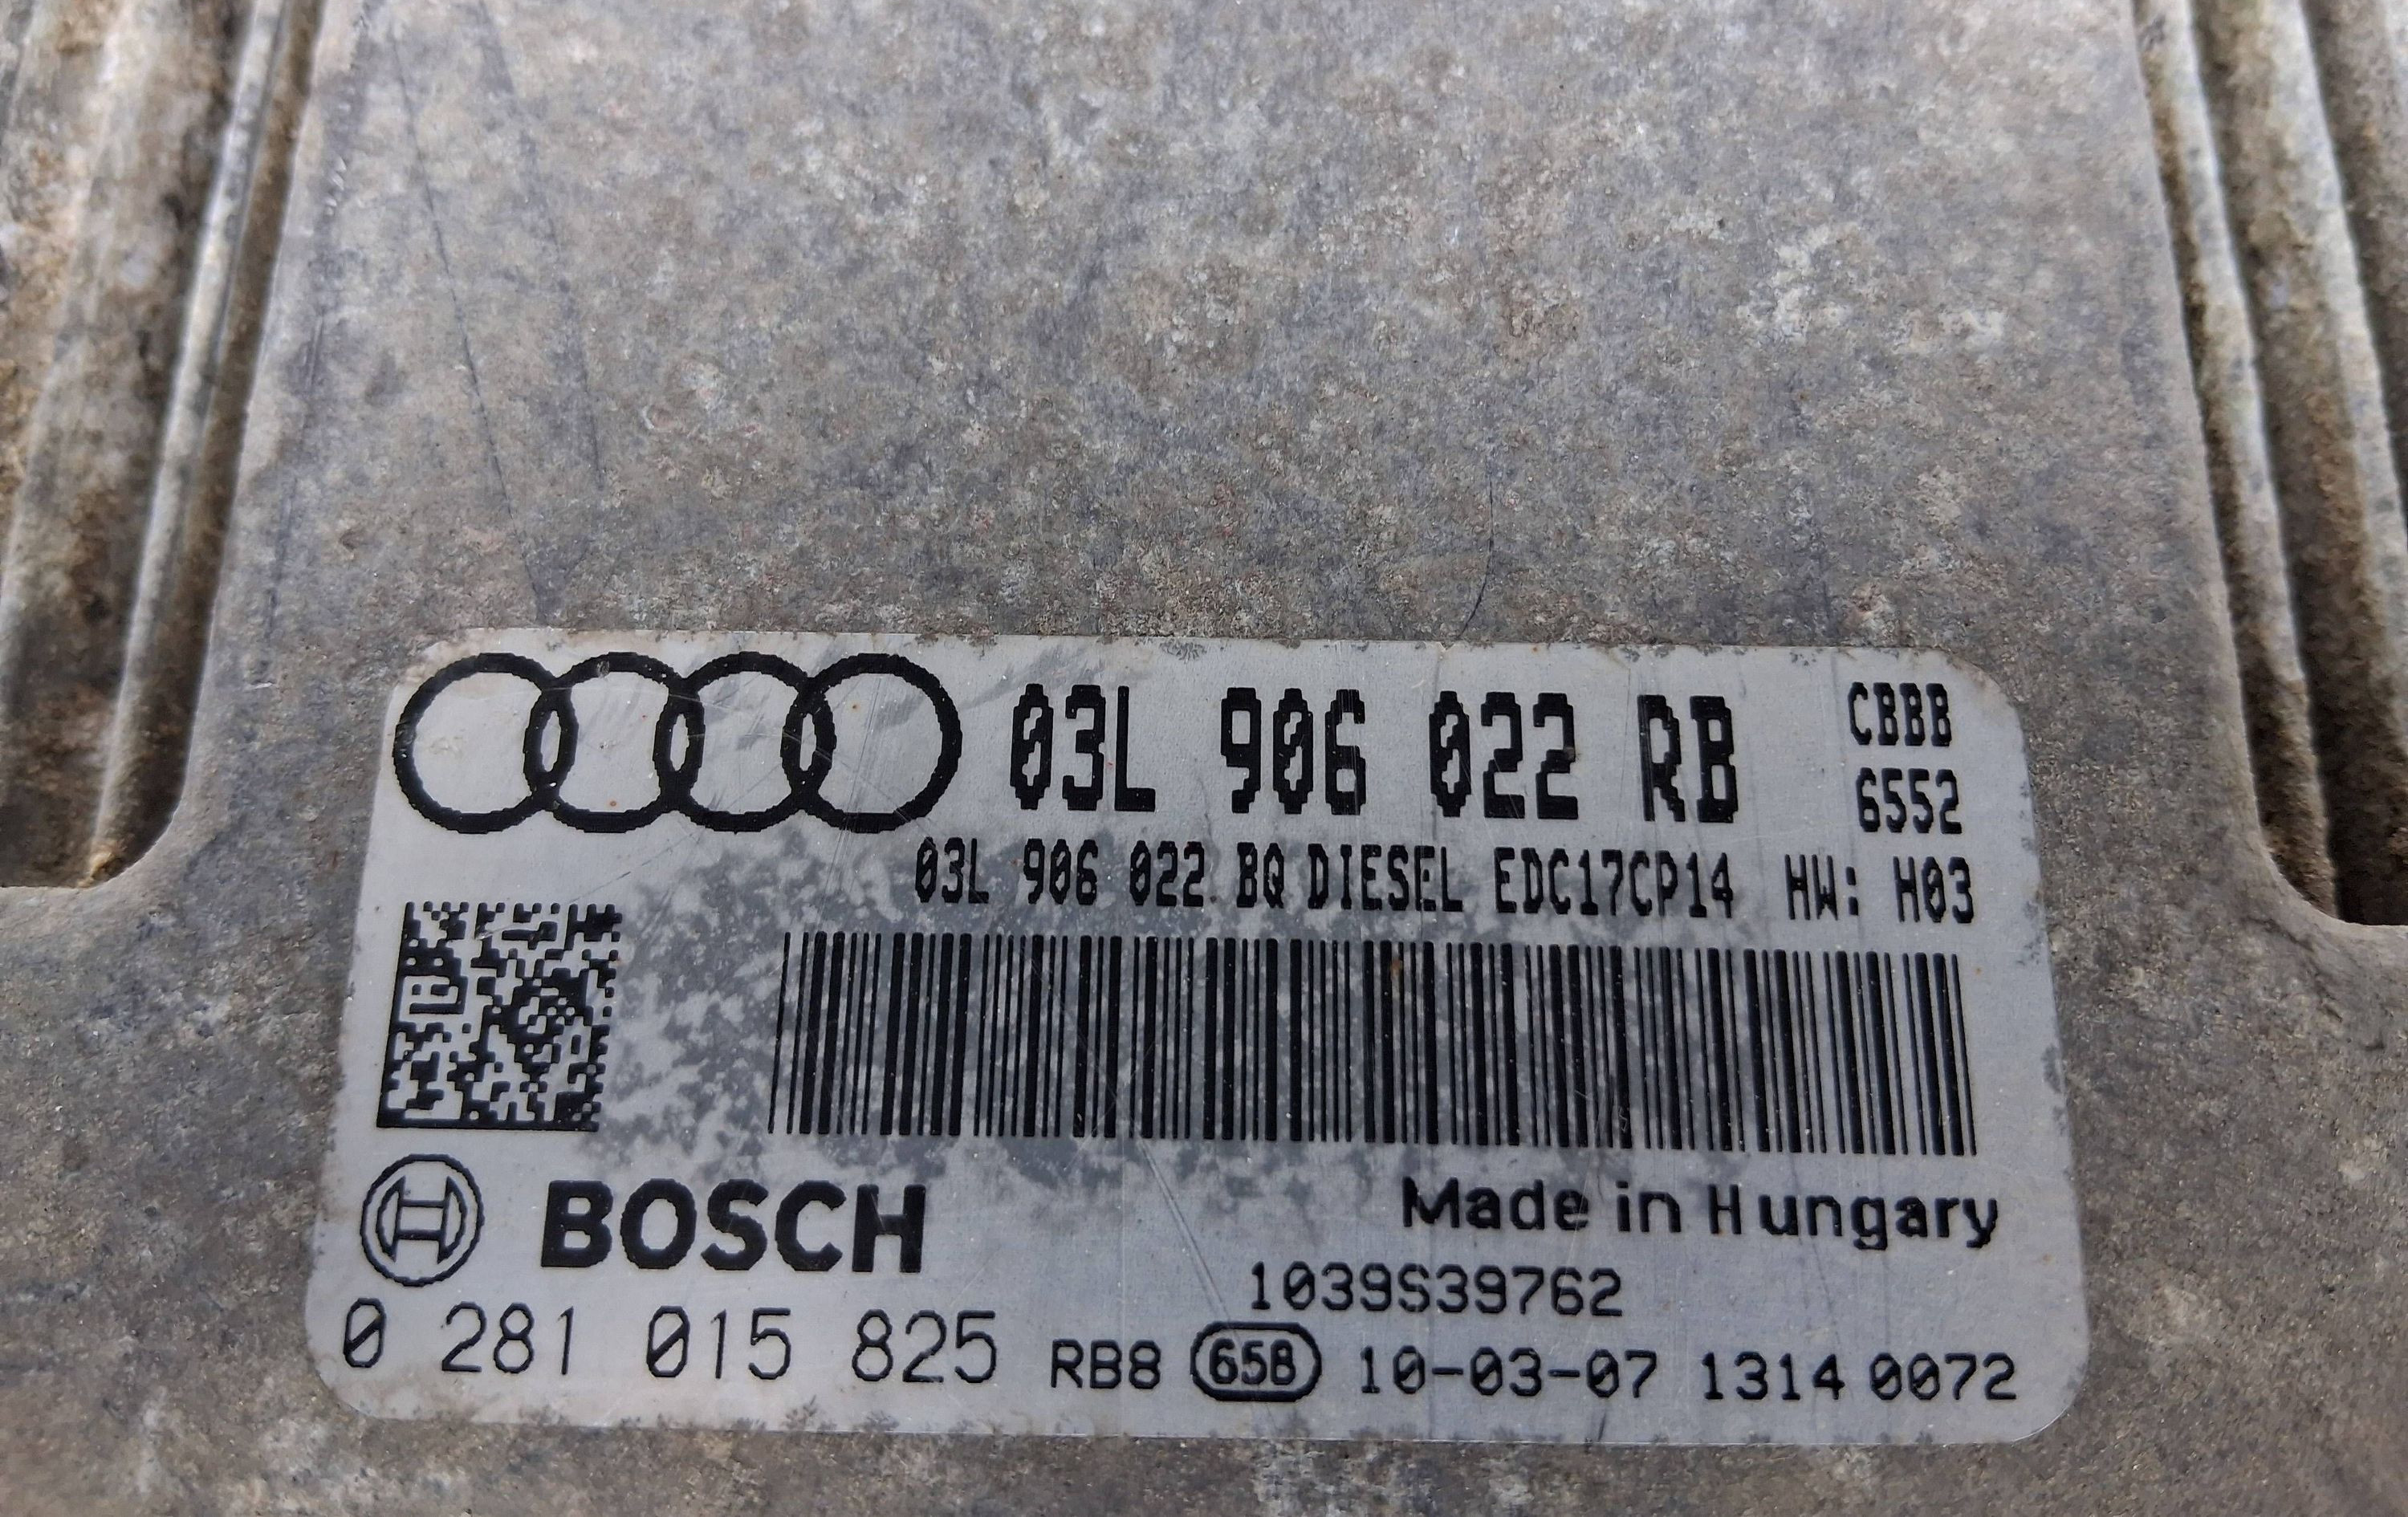 03L 906 022 RB CBBB
6552
03L 906 022 BQ DIESEL EDC17CP14 HW: H03
BOSCH Made in Hungary
1039S39762
0 281 015 825 RB8 65B 10-03-07 1314 0072